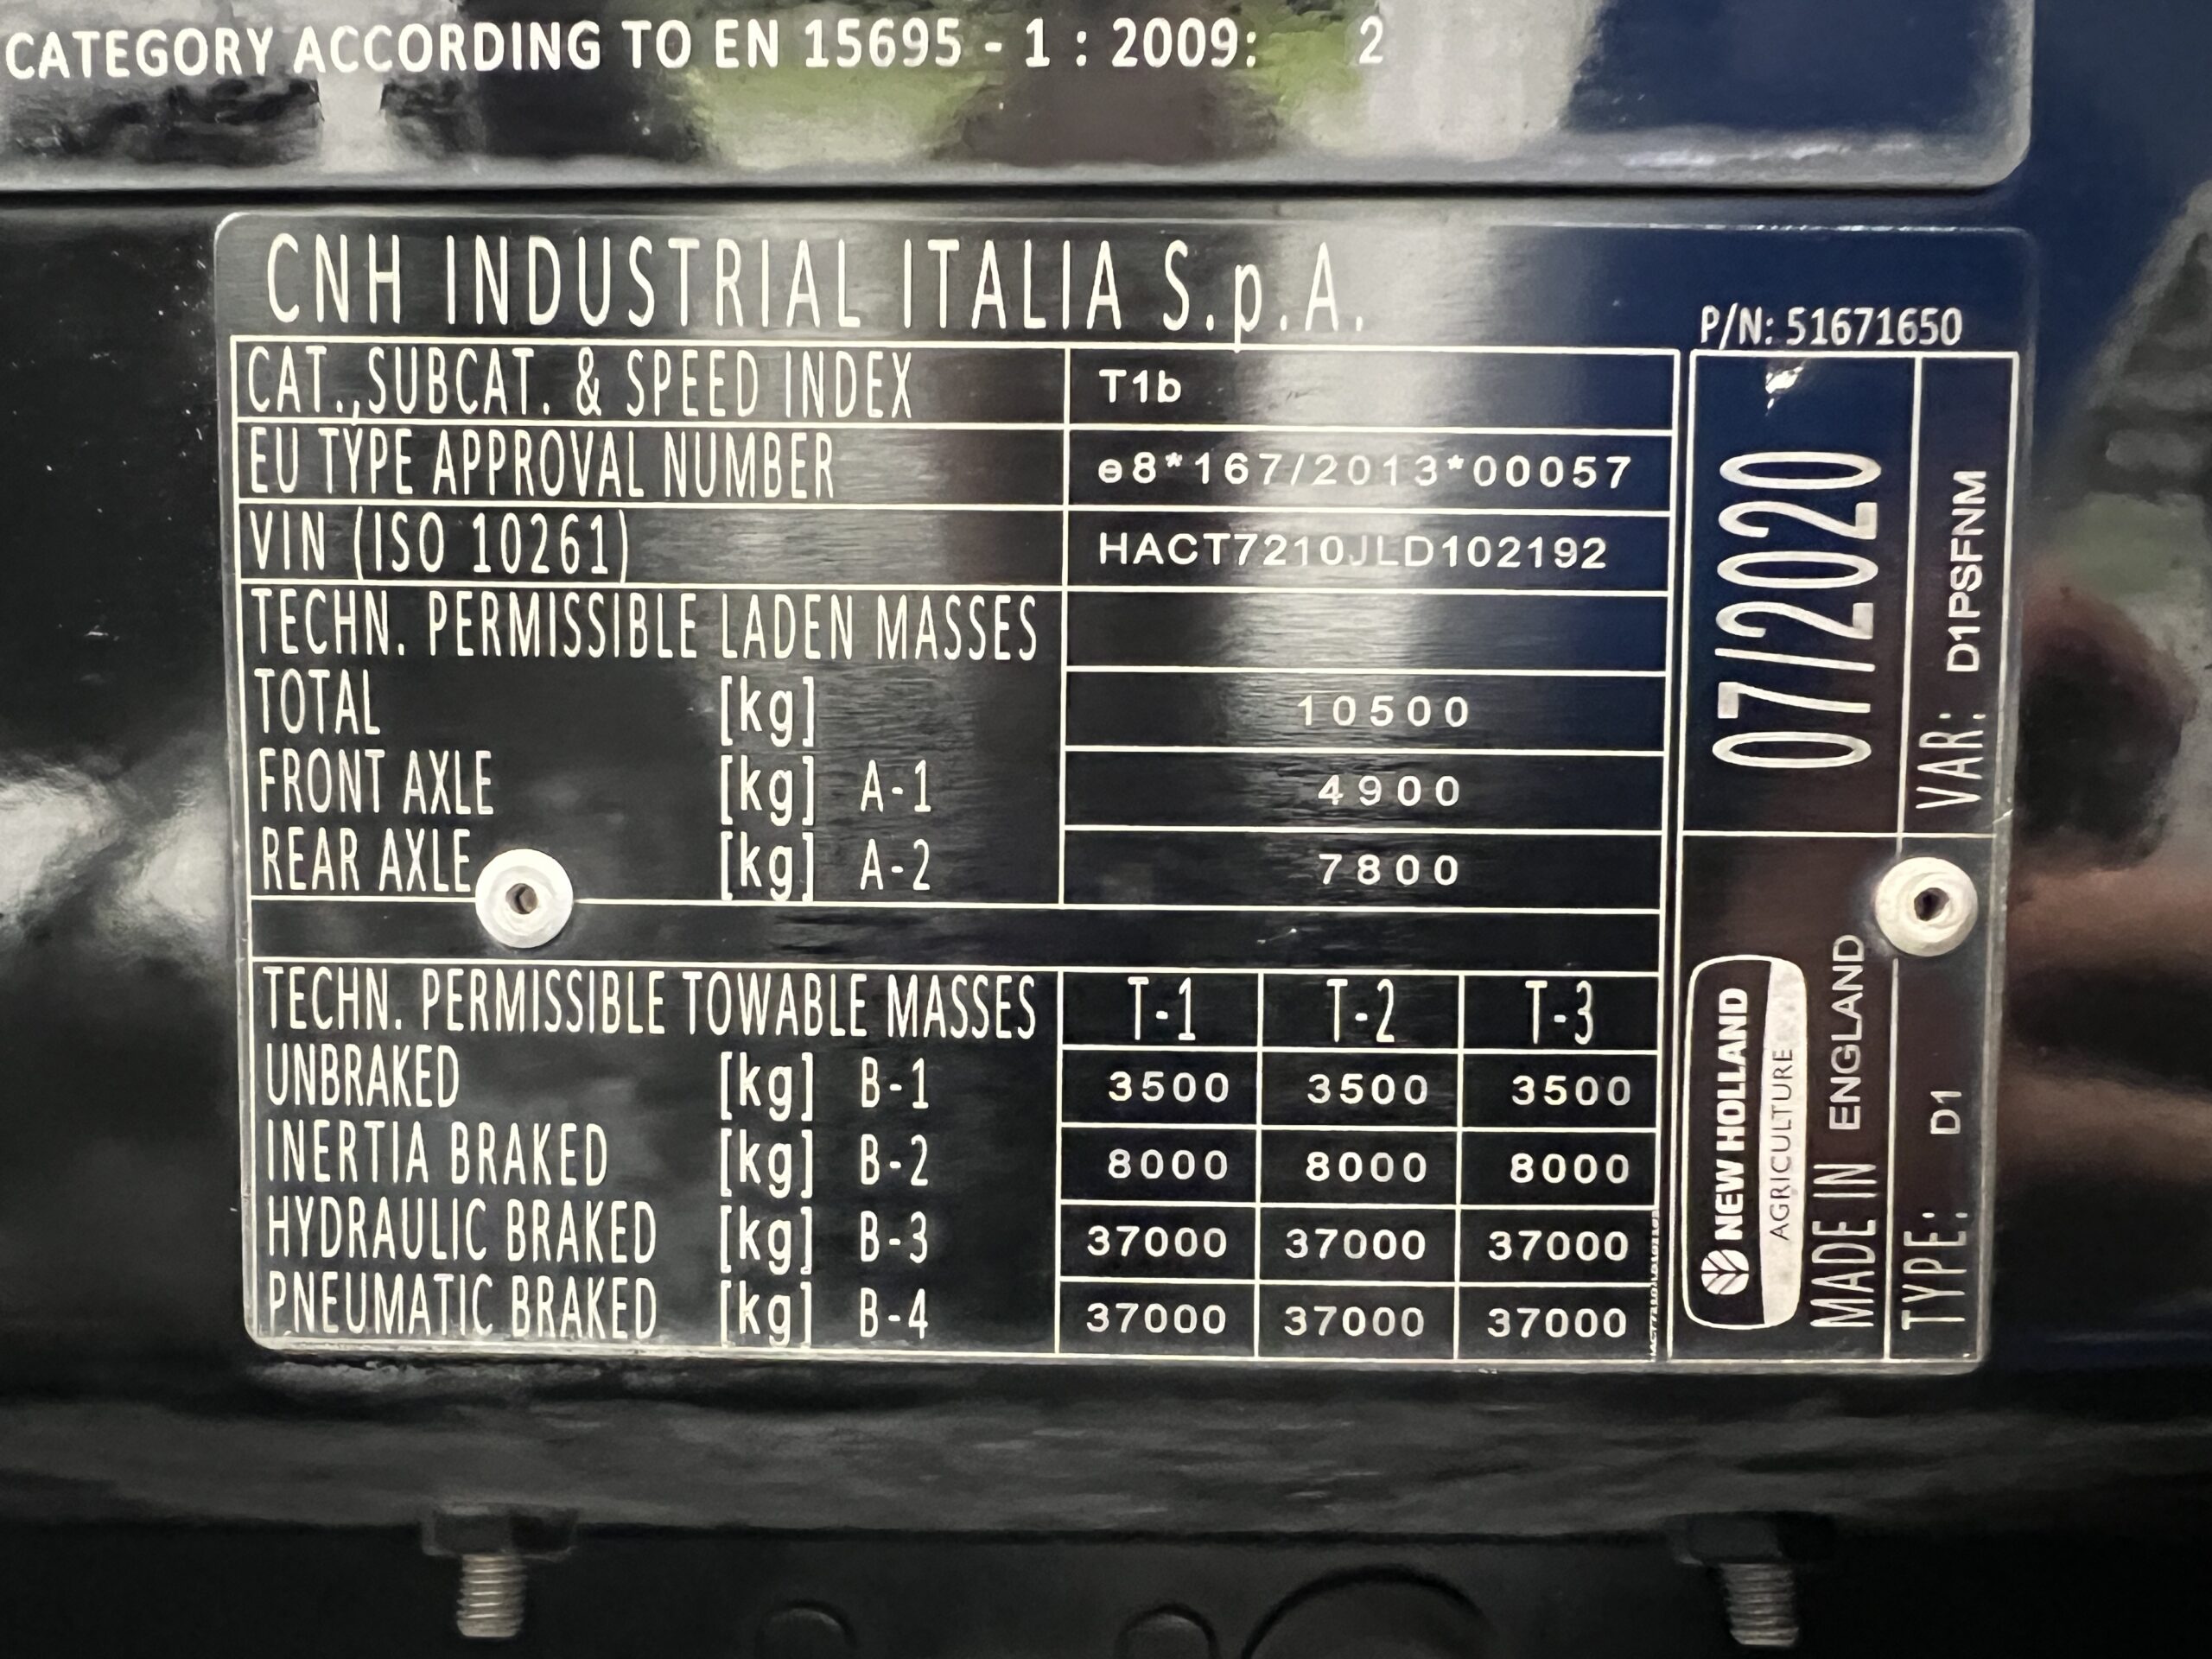 CATEGORY ACCORDING TO EN 15695 - 1 : 2009: 2
CNH INDUSTRIAL ITALIA S.p.A.
P/N: 51671650
CAT.,SUBCAT. & SPEED INDEX T1b
EU TYPE APPROVAL NUMBER e8*167/2013*00057
VIN (ISO 10261) HACT7210JLD102192
TECHN. PERMISSIBLE LADEN MASSES
TOTAL [kg] 10500
FRONT AXLE [kg] A-1 4900
REAR AXLE [kg] A-2 7800
TECHN. PERMISSIBLE TOWABLE MASSES T-1 T-2 T-3
UNBRAKED [kg] B-1 3500 3500 3500
INERTIA BRAKED [kg] B-2 8000 8000 8000
HYDRAULIC BRAKED [kg] B-3 37000 37000 37000
PNEUMATIC BRAKED [kg] B-4 37000 37000 37000
07/2020
NEW HOLLAND
AGRICULTURE
MADE IN ENGLAND
TYPE: D1 VAR: D1PSFNM